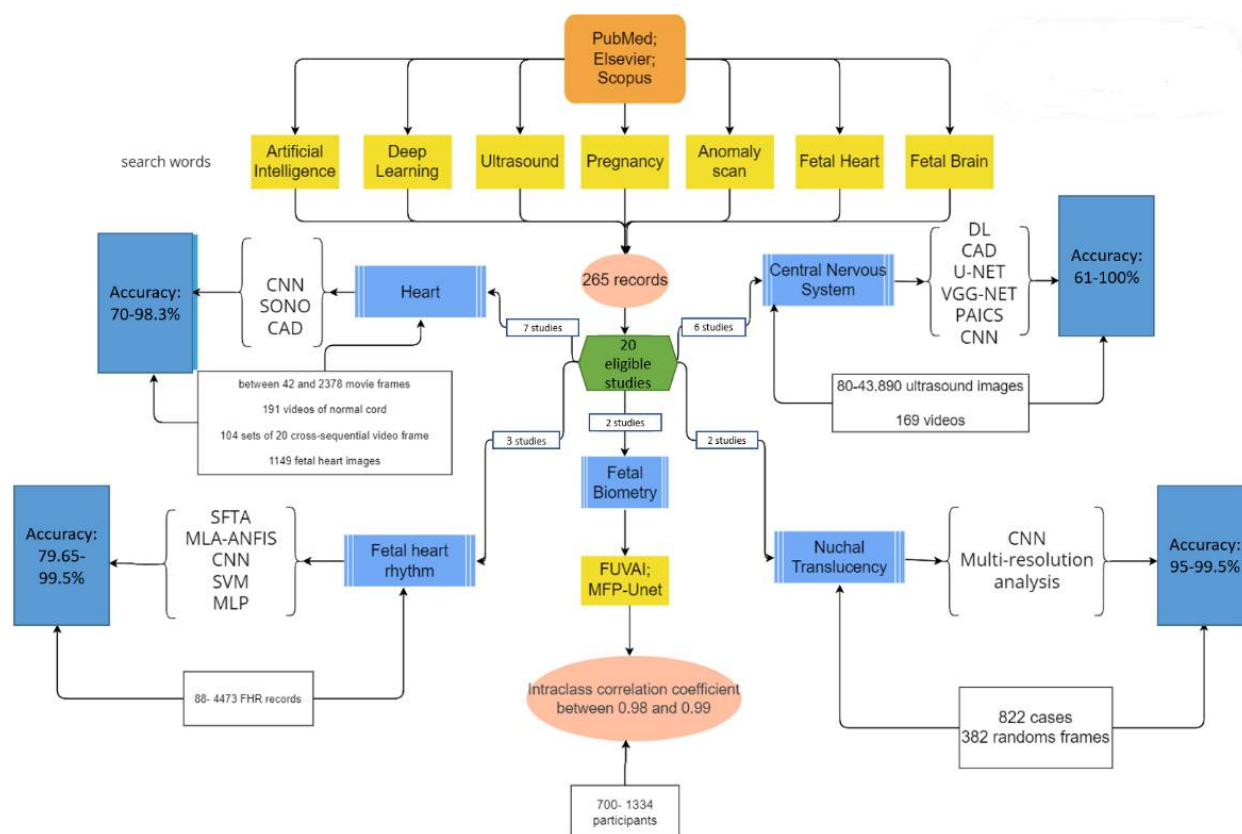 PubMed;
Elsevier;
Scopus
search words
Artificial
Intelligence
Deep
Learning
Ultrasound
Pregnancy
Anomaly
scan
Fetal Heart
Fetal Brain
265 records
20
eligible
studies
7 studies
Heart
CNN
SONO
CAD
Accuracy:
70-98.3%
between 42 and 2378 movie frames
191 videos of normal cord
104 sets of 20 cross-sequential video frame
1149 fetal heart images
6 studies
Central Nervous
System
DL
CAD
U-NET
VGG-NET
PAICS
CNN
Accuracy:
61-100%
80-43.890 ultrasound images
169 videos
3 studies
Fetal heart
rhythm
SFTA
MLA-ANFIS
CNN
SVM
MLP
Accuracy:
79.65-
99.5%
88- 4473 FHR records
2 studies
Fetal
Biometry
FUVAI;
MFP-Unet
Intraclass correlation coefficient
between 0.98 and 0.99
700- 1334
participants
2 studies
Nuchal
Translucency
CNN
Multi-resolution
analysis
Accuracy:
95-99.5%
822 cases
382 randoms frames